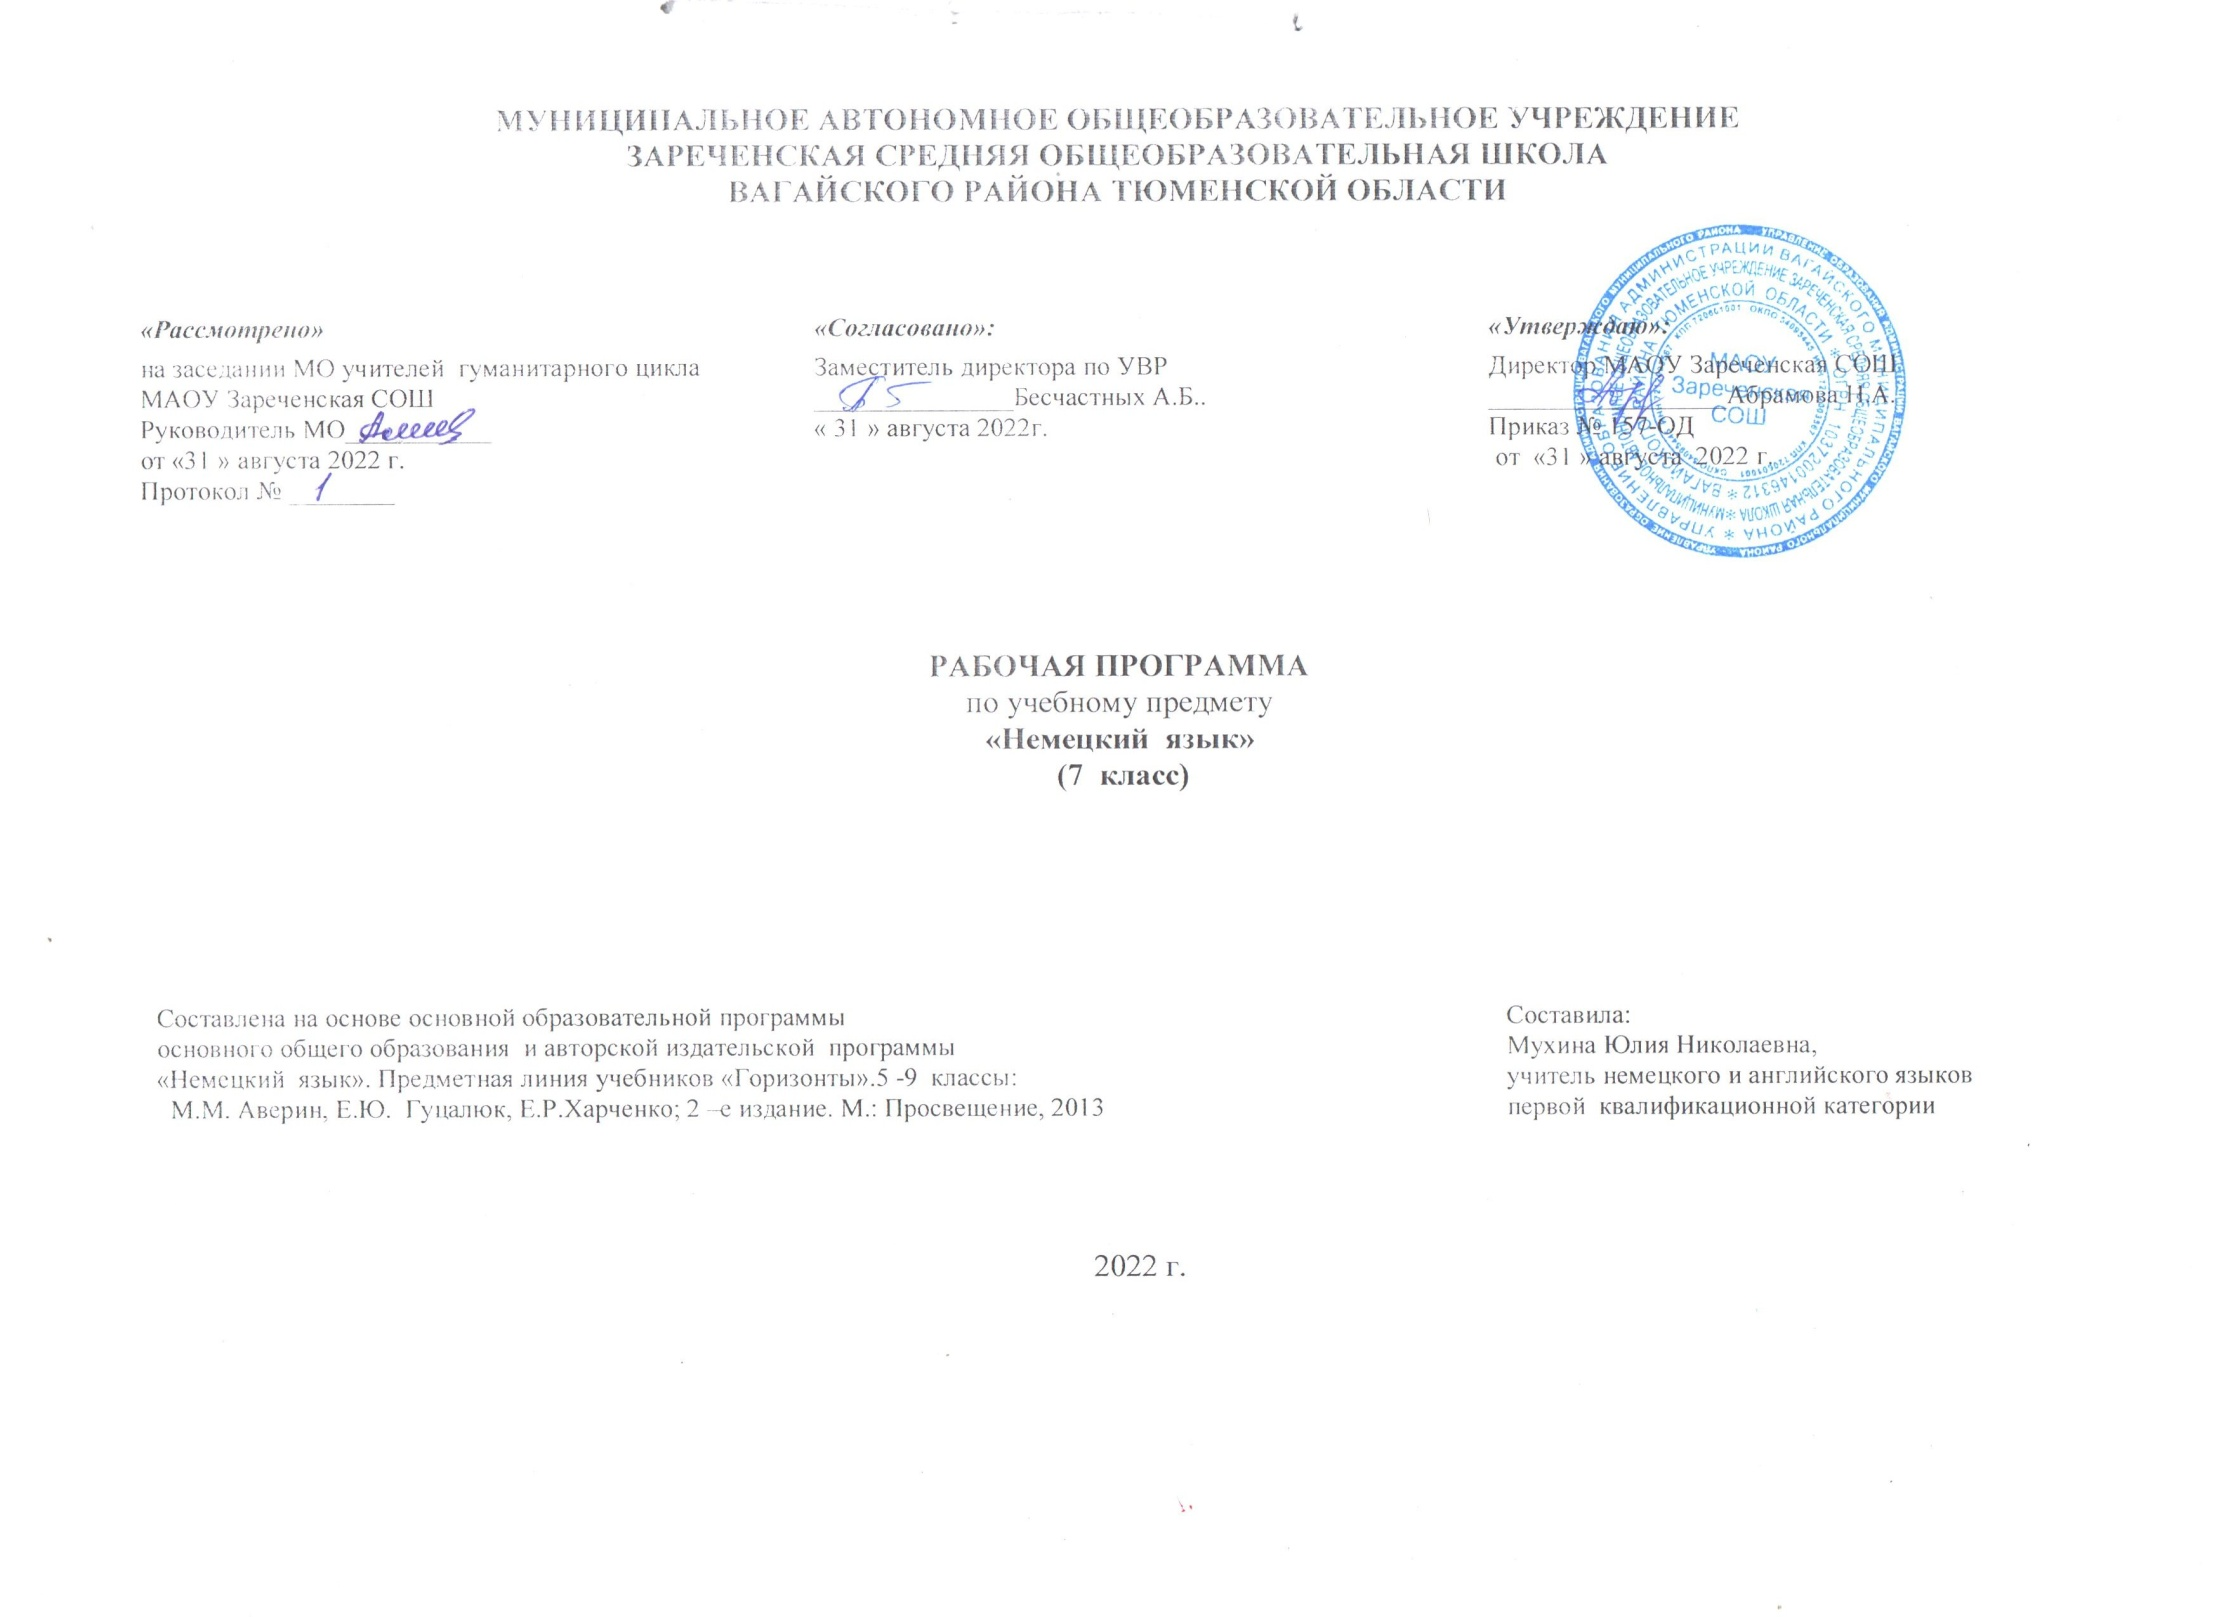 МУНИЦИПАЛЬНОЕ АВТОНОМНОЕ ОБЩЕОБРАЗОВАТЕЛЬНОЕ УЧРЕЖДЕНИЕ
ЗАРЕЧЕНСКАЯ СРЕДНЯЯ ОБЩЕОБРАЗОВАТЕЛЬНАЯ ШКОЛА
ВАГАЙСКОГО РАЙОНА ТЮМЕНСКОЙ ОБЛАСТИ
«Рассмотрено»
на заседании МО учителей гуманитарного цикла
МАОУ Зареченская СОШ
Руководитель МО
от «31 » августа 2022 г.
Протокол № 1
«Согласовано»:
Заместитель директора по УВР
Бесчастных А.Б..
« 31 » августа 2022г.
«Утверждаю»:
Директор МАОУ Зареченская СОШ
Абрамова Н.А.
Приказ № 157-ОД
от «31 » августа 2022 г.
МАОУ
Зареченская
СОШ
РАБОЧАЯ ПРОГРАММА
по учебному предмету
«Немецкий язык»
(7 класс)
Составлена на основе основной образовательной программы
основного общего образования и авторской издательской программы
«Немецкий язык». Предметная линия учебников «Горизонты».5 -9 классы:
М.М. Аверин, Е.Ю. Гуцалюк, Е.Р.Харченко; 2 –е издание. М.: Просвещение, 2013
Составила:
Мухина Юлия Николаевна,
учитель немецкого и английского языков
первой квалификационной категории
2022 г.